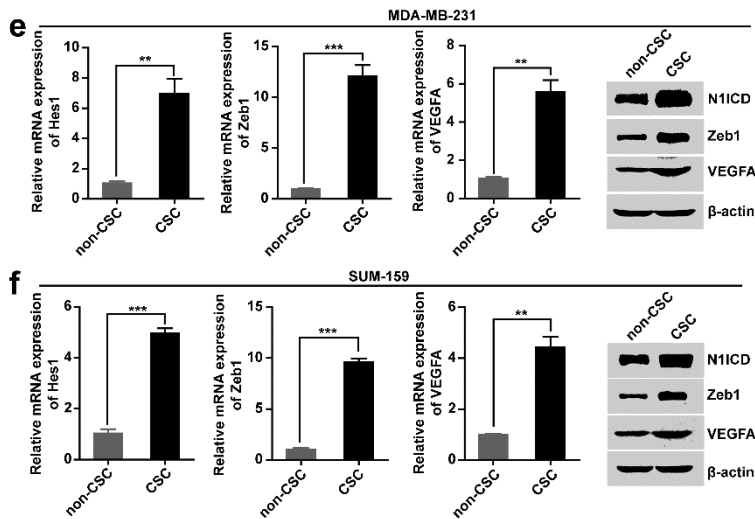 e
MDA-MB-231
Relative mRNA expression
of Hes1
10
8
6
4
2
0
**
non-CSC
CSC
Relative mRNA expression
of Zeb1
15
10
5
0
***
non-CSC
CSC
Relative mRNA expression
of VEGFA
8
6
4
2
0
**
non-CSC
CSC
non-CSC
CSC
N1ICD
Zeb1
VEGFA
β-actin
f
SUM-159
Relative mRNA expression
of Hes1
6
4
2
0
***
non-CSC
CSC
Relative mRNA expression
of Zeb1
15
10
5
0
***
non-CSC
CSC
Relative mRNA expression
of VEGFA
6
4
2
0
**
non-CSC
CSC
non-CSC
CSC
N1ICD
Zeb1
VEGFA
β-actin